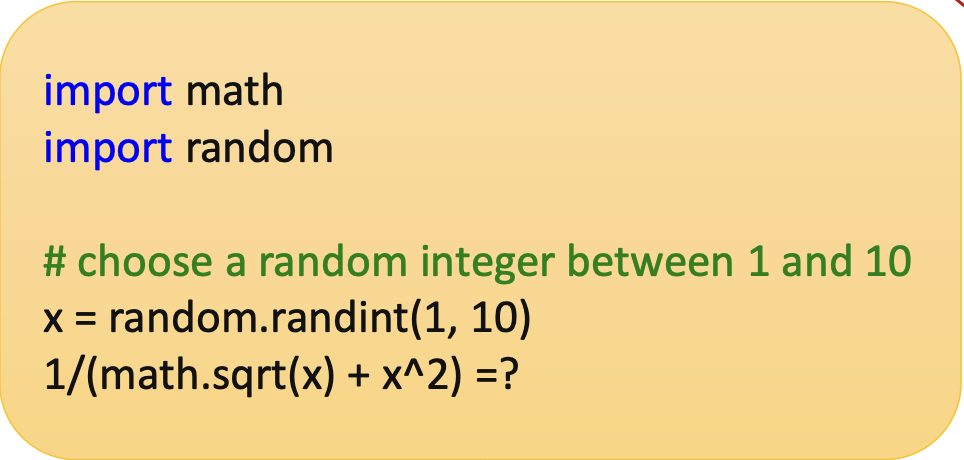 import math
import random
# choose a random integer between 1 and 10
x = random.randint(1, 10)
1/(math.sqrt(x) + x^2) =?